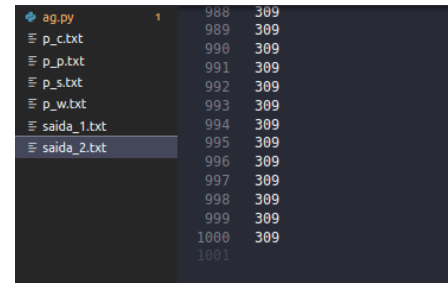 ag.py 1
p_c.txt
p_p.txt
p_s.txt
p_w.txt
saida_1.txt
saida_2.txt
988 309
989 309
990 309
991 309
992 309
993 309
994 309
995 309
996 309
997 309
998 309
999 309
1000 309
1001